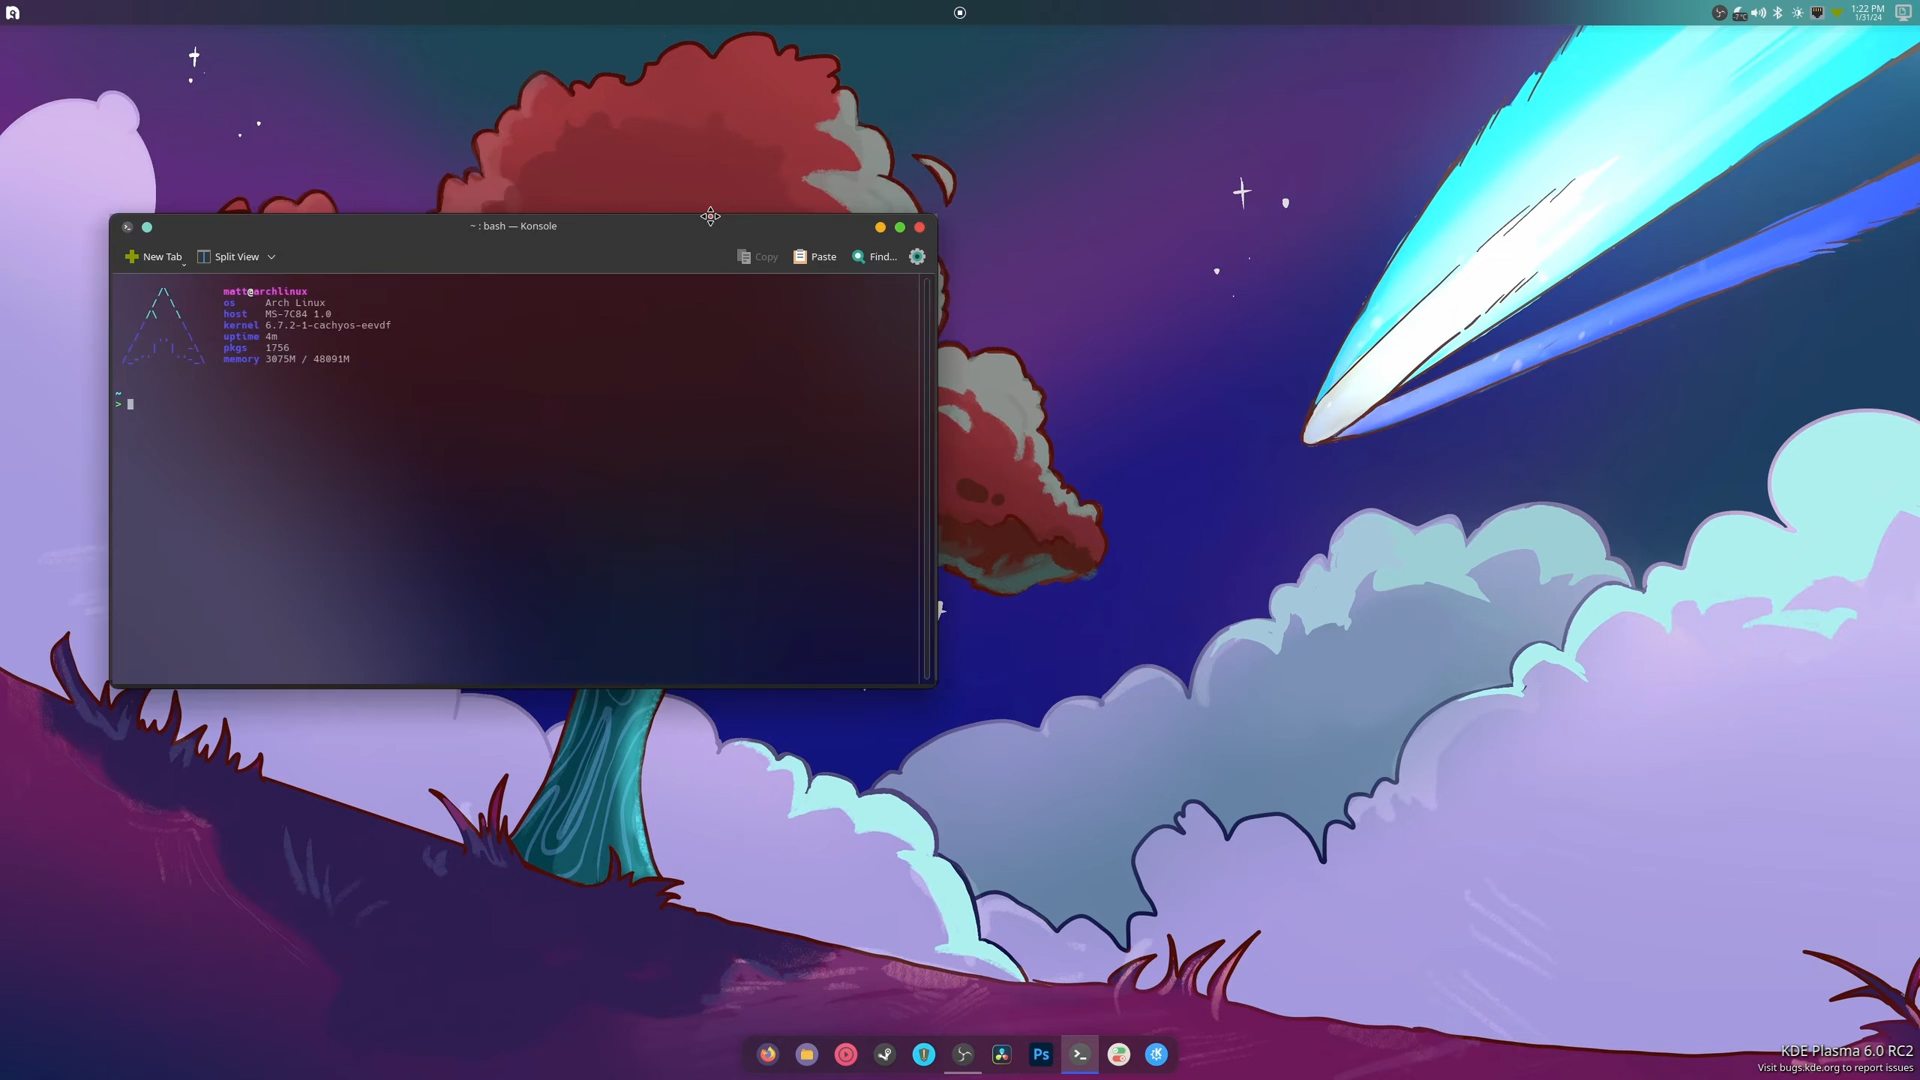 1:22 PM
1/31/24
-7°C
~ : bash — Konsole
New Tab
Split View
Copy
Paste
Find...
matt@archlinux
os Arch Linux
host MS-7C84 1.0
kernel 6.7.2-1-cachyos-eevdf
uptime 4m
pkgs 1756
memory 3075M / 48091M
~
>
Ps
KDE Plasma 6.0 RC2
Visit bugs.kde.org to report issues